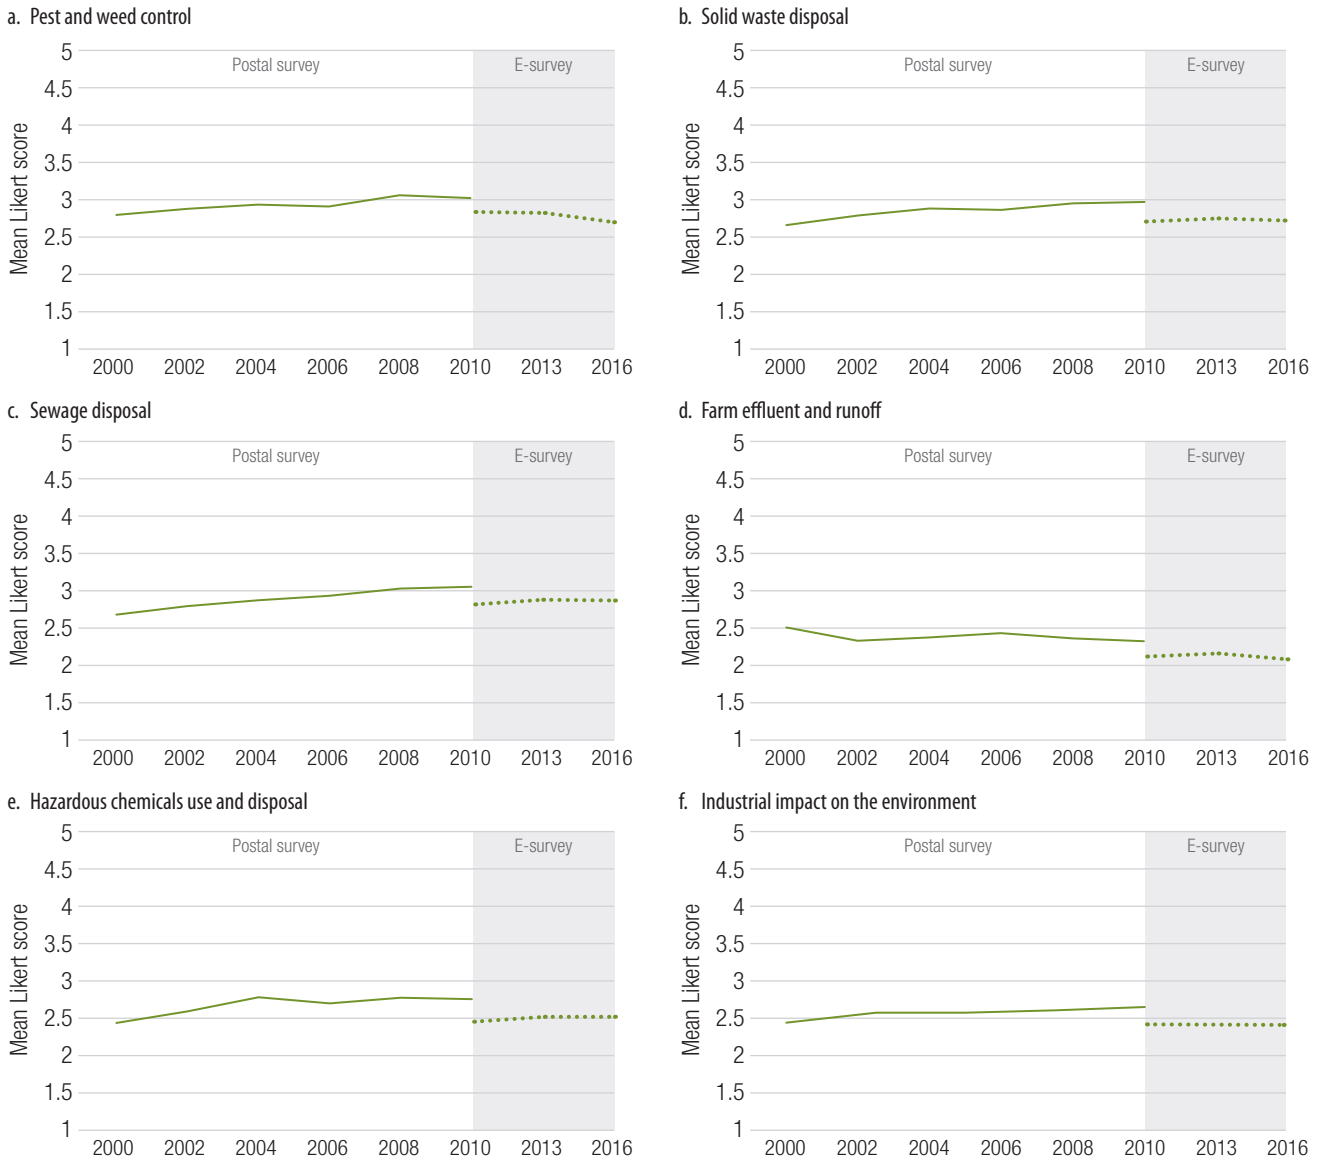 a. Pest and weed control
5
4.5
4
3.5
3
2.5
2
1.5
1
Mean Likert score
Postal survey
E-survey
2000 2002 2004 2006 2008 2010 2013 2016
b. Solid waste disposal
5
4.5
4
3.5
3
2.5
2
1.5
1
Mean Likert score
Postal survey
E-survey
2000 2002 2004 2006 2008 2010 2013 2016
c. Sewage disposal
5
4.5
4
3.5
3
2.5
2
1.5
1
Mean Likert score
Postal survey
E-survey
2000 2002 2004 2006 2008 2010 2013 2016
d. Farm effluent and runoff
5
4.5
4
3.5
3
2.5
2
1.5
1
Mean Likert score
Postal survey
E-survey
2000 2002 2004 2006 2008 2010 2013 2016
e. Hazardous chemicals use and disposal
5
4.5
4
3.5
3
2.5
2
1.5
1
Mean Likert score
Postal survey
E-survey
2000 2002 2004 2006 2008 2010 2013 2016
f. Industrial impact on the environment
5
4.5
4
3.5
3
2.5
2
1.5
1
Mean Likert score
Postal survey
E-survey
2000 2002 2004 2006 2008 2010 2013 2016